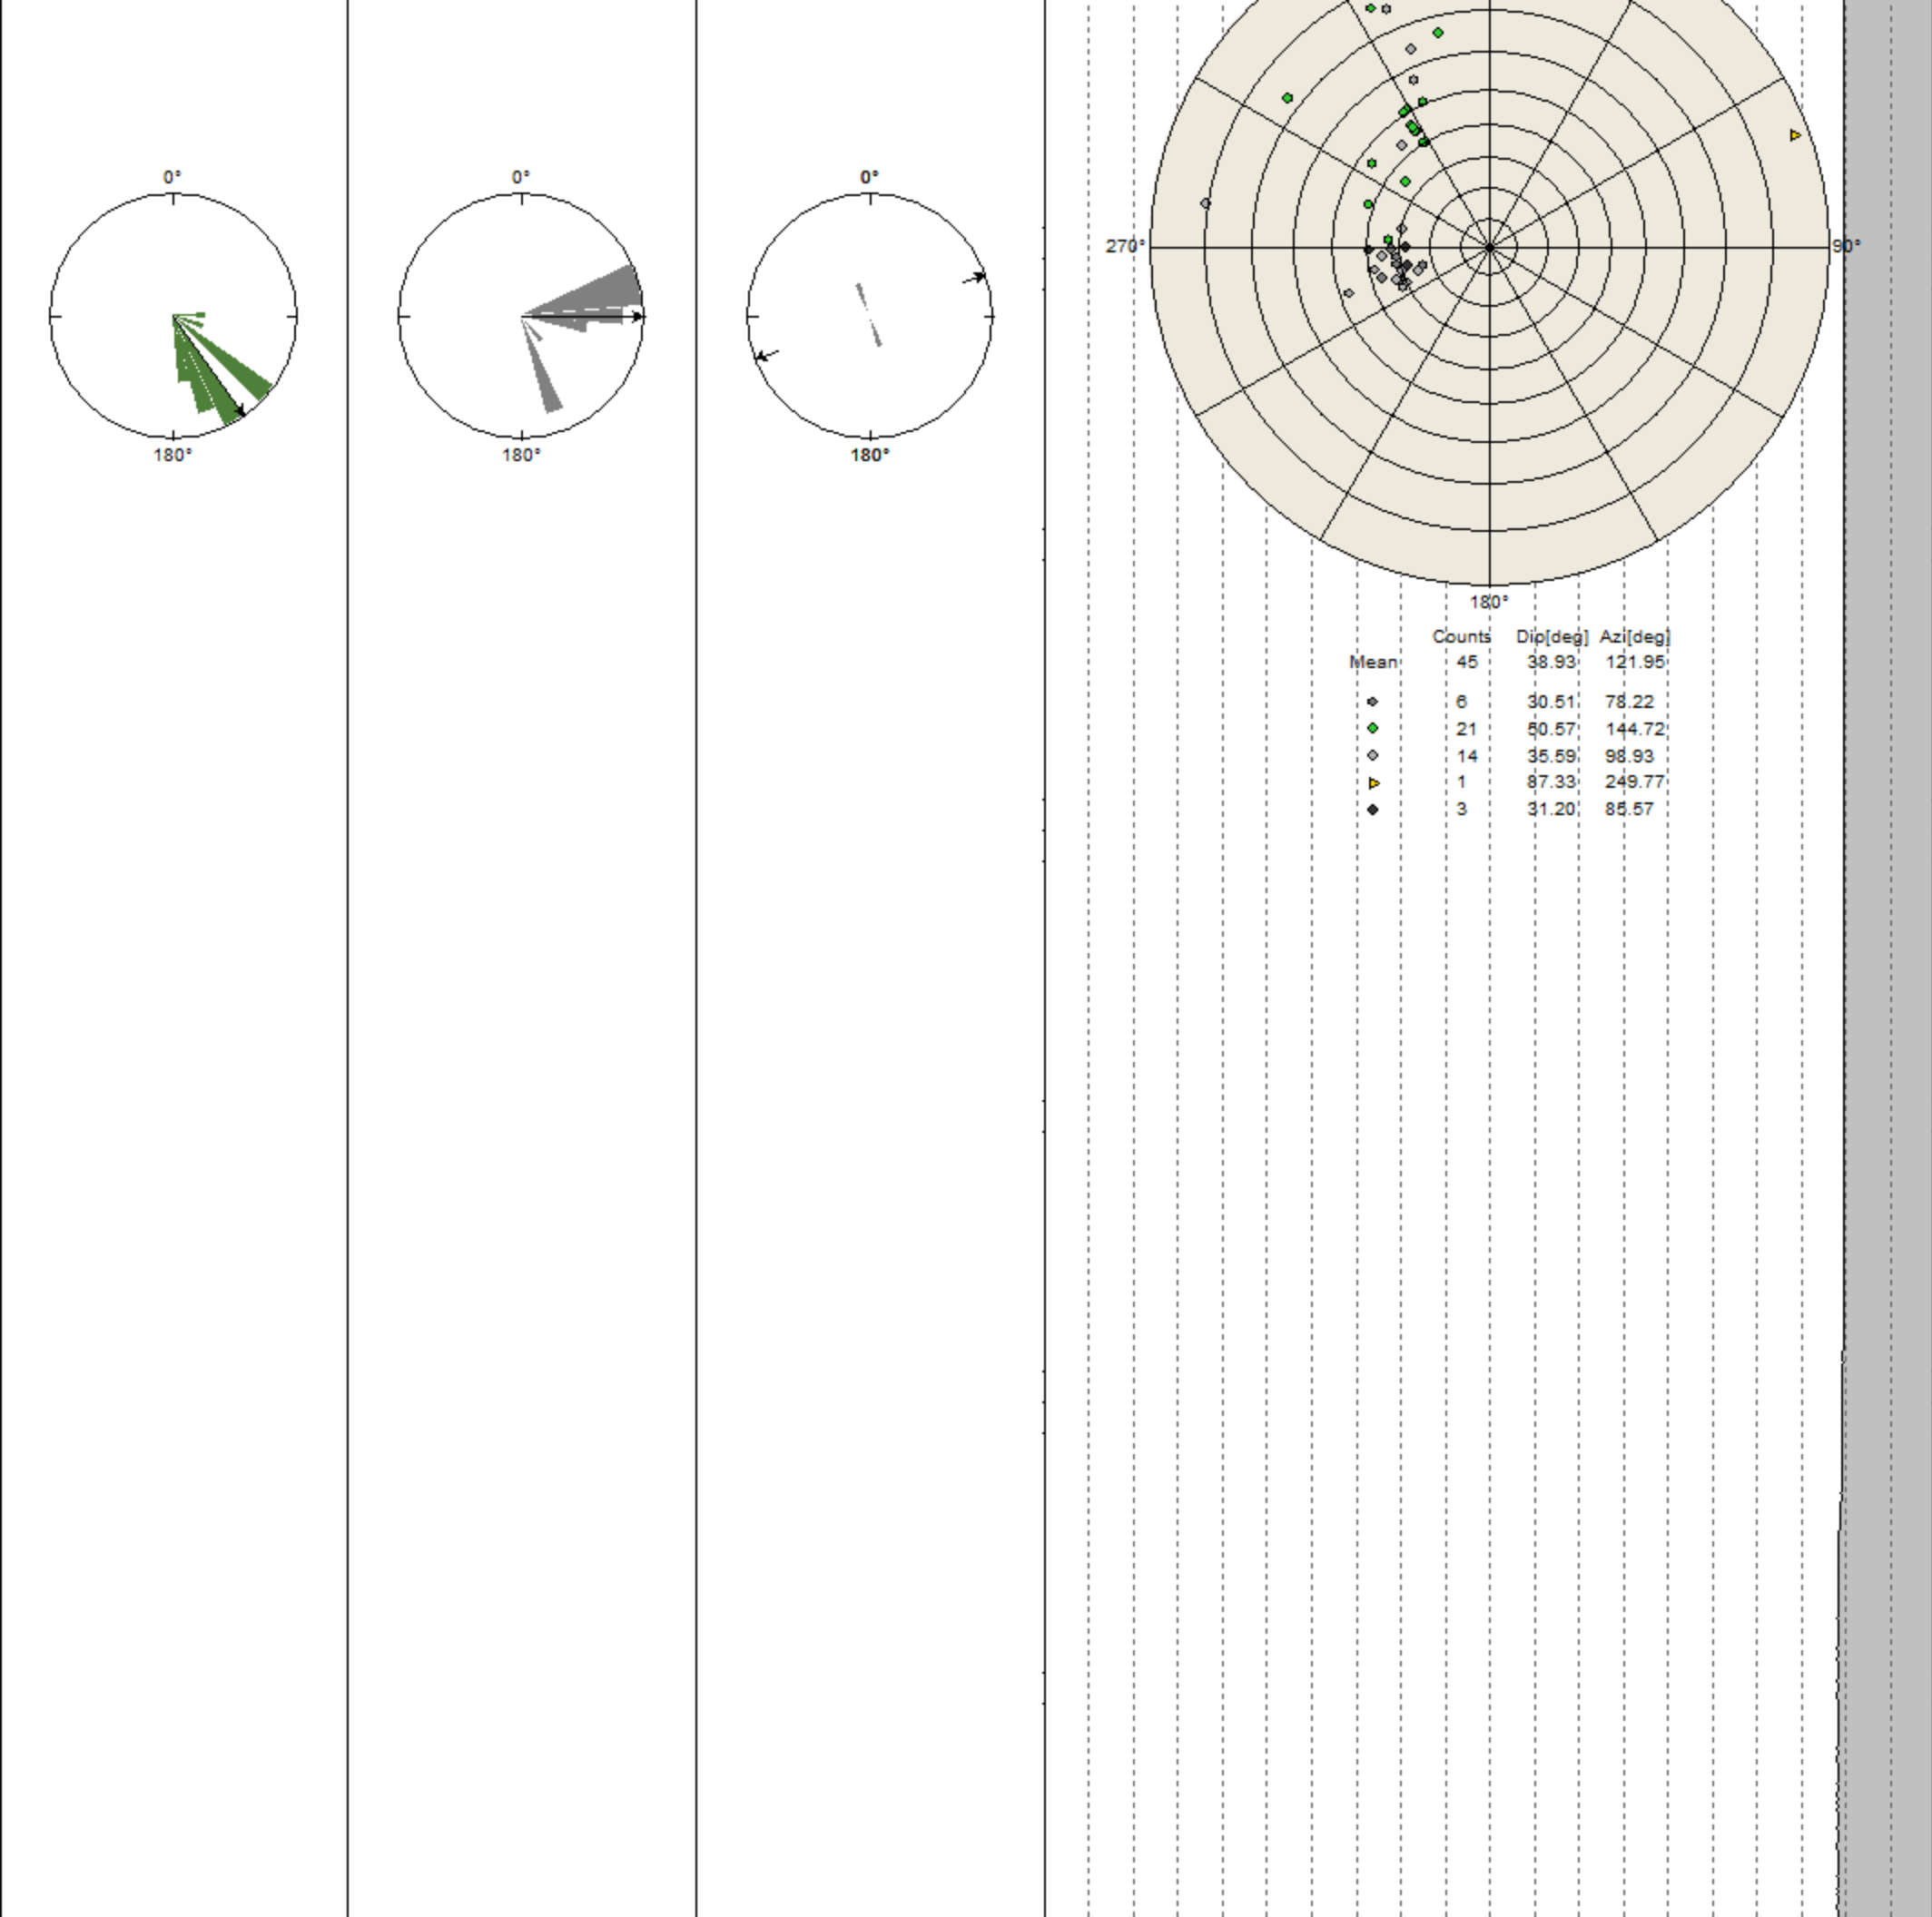 270° 90°
0° 0° 0°
180° 180° 180°
180°
Counts Dip[deg] Azi[deg]
Mean 45 38.93 121.95
6 30.51 78.22
21 50.57 144.72
14 35.59 98.93
1 87.33 249.77
3 31.20 85.57